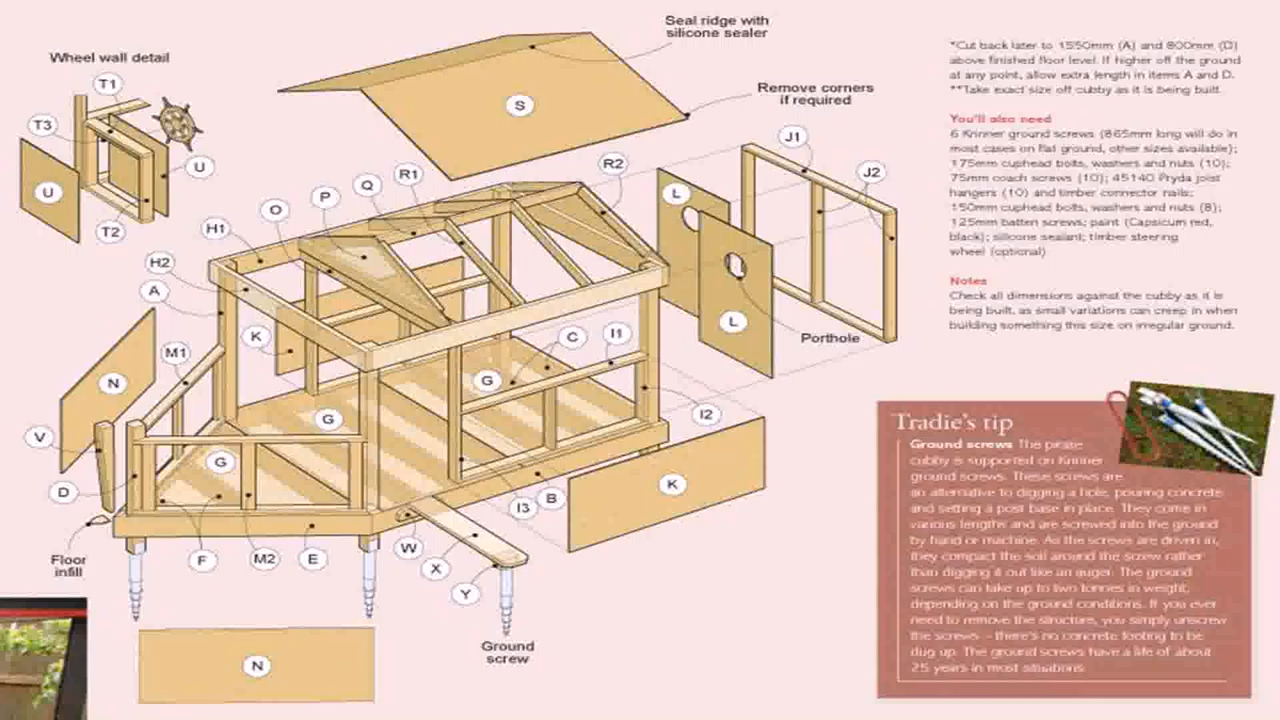 Wheel wall detail
T1
T3
U
U
T2
Seal ridge with
silicone sealer
S
Remove corners
if required
J1
J2
L
L
Porthole
R2
R1
Q
P
O
H1
H2
A
K
M1
N
V
D
Floor
infill
G
G
G
C
I1
I2
K
B
I3
F
M2
E
W
X
Y
Ground
screw
N
*Cut back later to 1550mm (A) and 800mm (D)
above finished floor level. If higher off the ground
at any point, allow extra length in items A and D.
**Take exact size off cubby as it is being built.
You'll also need
6 Krinner ground screws (865mm long will do in
most cases on flat ground, other sizes available);
175mm cuphead bolts, washers and nuts (10);
75mm coach screws (10); 45140 Pryda joist
hangers (10) and timber connector nails;
150mm cuphead bolts, washers and nuts (8);
125mm batten screws; paint (Capsicum red,
black); silicone sealant; timber steering
wheel (optional)
Notes
Check all dimensions against the cubby as it is
being built, as small variations can creep in when
building something this size on irregular ground.
Tradie's tip
Ground screws The pirate
cubby is supported on Krinner
ground screws. These screws are
an alternative to digging a hole, pouring concrete
and setting a post base in place. They come in
various lengths and are screwed into the ground
by hand or machine. As the screws are driven in,
they compact the soil around the screw rather
than digging it out like an auger. The ground
screws can take up to two tonnes in weight,
depending on the ground conditions. If you ever
need to remove the structure, you simply unscrew
the screws – there's no concrete footing to be
dug up. The ground screws have a life of about
25 years in most situations.